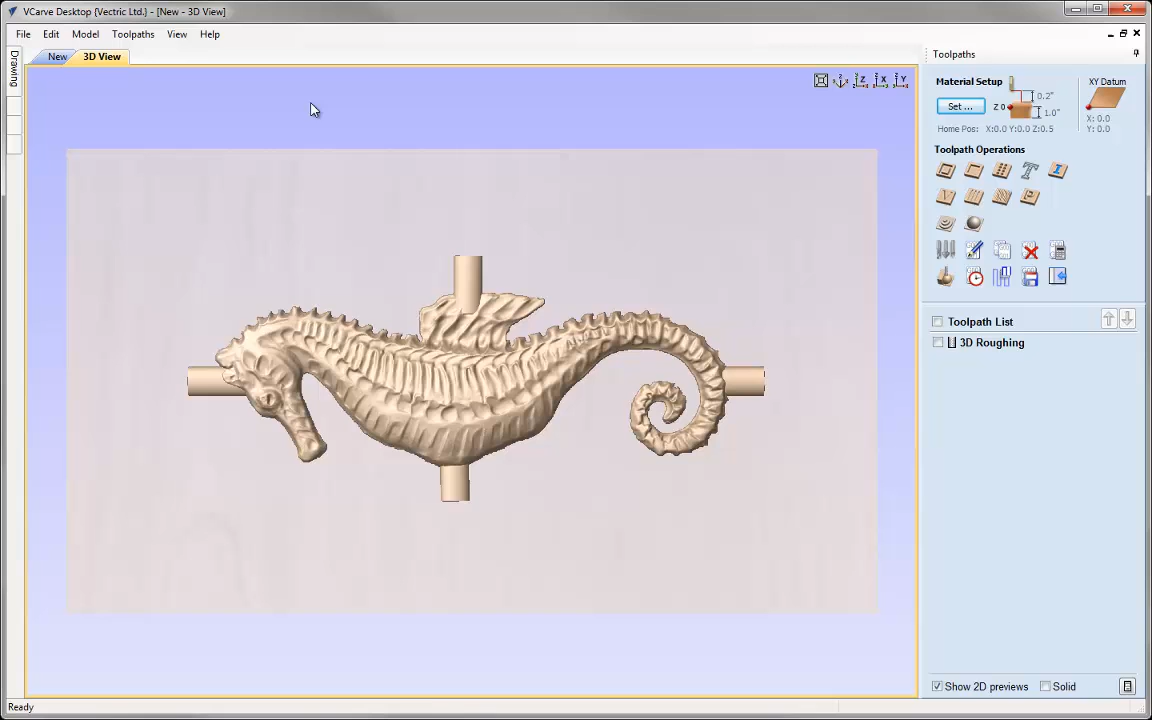 VCarve Desktop {Vectric Ltd.} - [New - 3D View]
File Edit Model Toolpaths View Help
Drawing
New 3D View
Z X Y
Toolpaths
Material Setup
Set ...
Z 0
0.2"
1.0"
XY Datum
X: 0.0
Y: 0.0
Home Pos: X:0.0 Y:0.0 Z:0.5
Toolpath Operations
Toolpath List
3D Roughing
Show 2D previews Solid
Ready